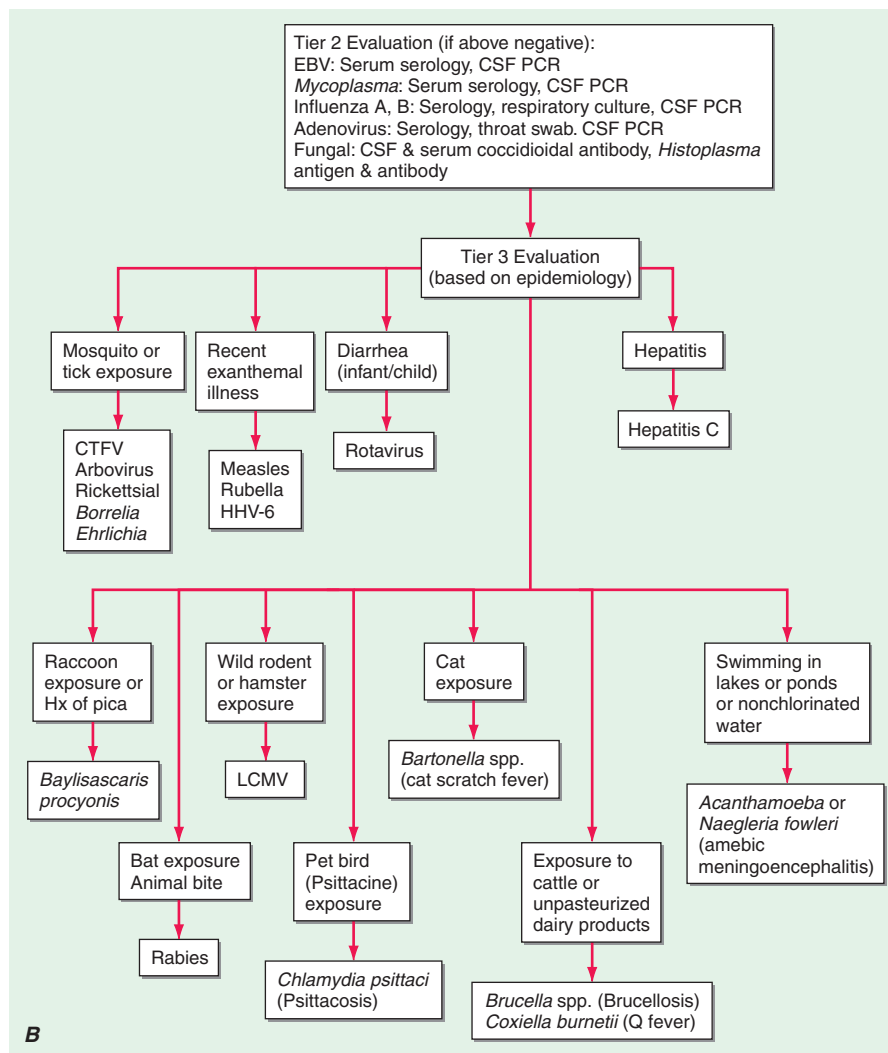 Tier 2 Evaluation (if above negative):
EBV: Serum serology, CSF PCR
Mycoplasma: Serum serology, CSF PCR
Influenza A, B: Serology, respiratory culture, CSF PCR
Adenovirus: Serology, throat swab. CSF PCR
Fungal: CSF & serum coccidioidal antibody, Histoplasma
antigen & antibody
Tier 3 Evaluation
(based on epidemiology)
Mosquito or
tick exposure
Recent
exanthemal
illness
Diarrhea
(infant/child)
Hepatitis
CTFV
Arbovirus
Rickettsial
Borrelia
Ehrlichia
Measles
Rubella
HHV-6
Rotavirus
Hepatitis C
Raccoon
exposure or
Hx of pica
Wild rodent
or hamster
exposure
Cat
exposure
Swimming in
lakes or ponds
or nonchlorinated
water
Baylisascaris
procyonis
LCMV
Bartonella spp.
(cat scratch fever)
Acanthamoeba or
Naegleria fowleri
(amebic
meningoencephalitis)
Bat exposure
Animal bite
Pet bird
(Psittacine)
exposure
Exposure to
cattle or
unpasteurized
dairy products
Rabies
Chlamydia psittaci
(Psittacosis)
Brucella spp. (Brucellosis)
Coxiella burnetii (Q fever)
B